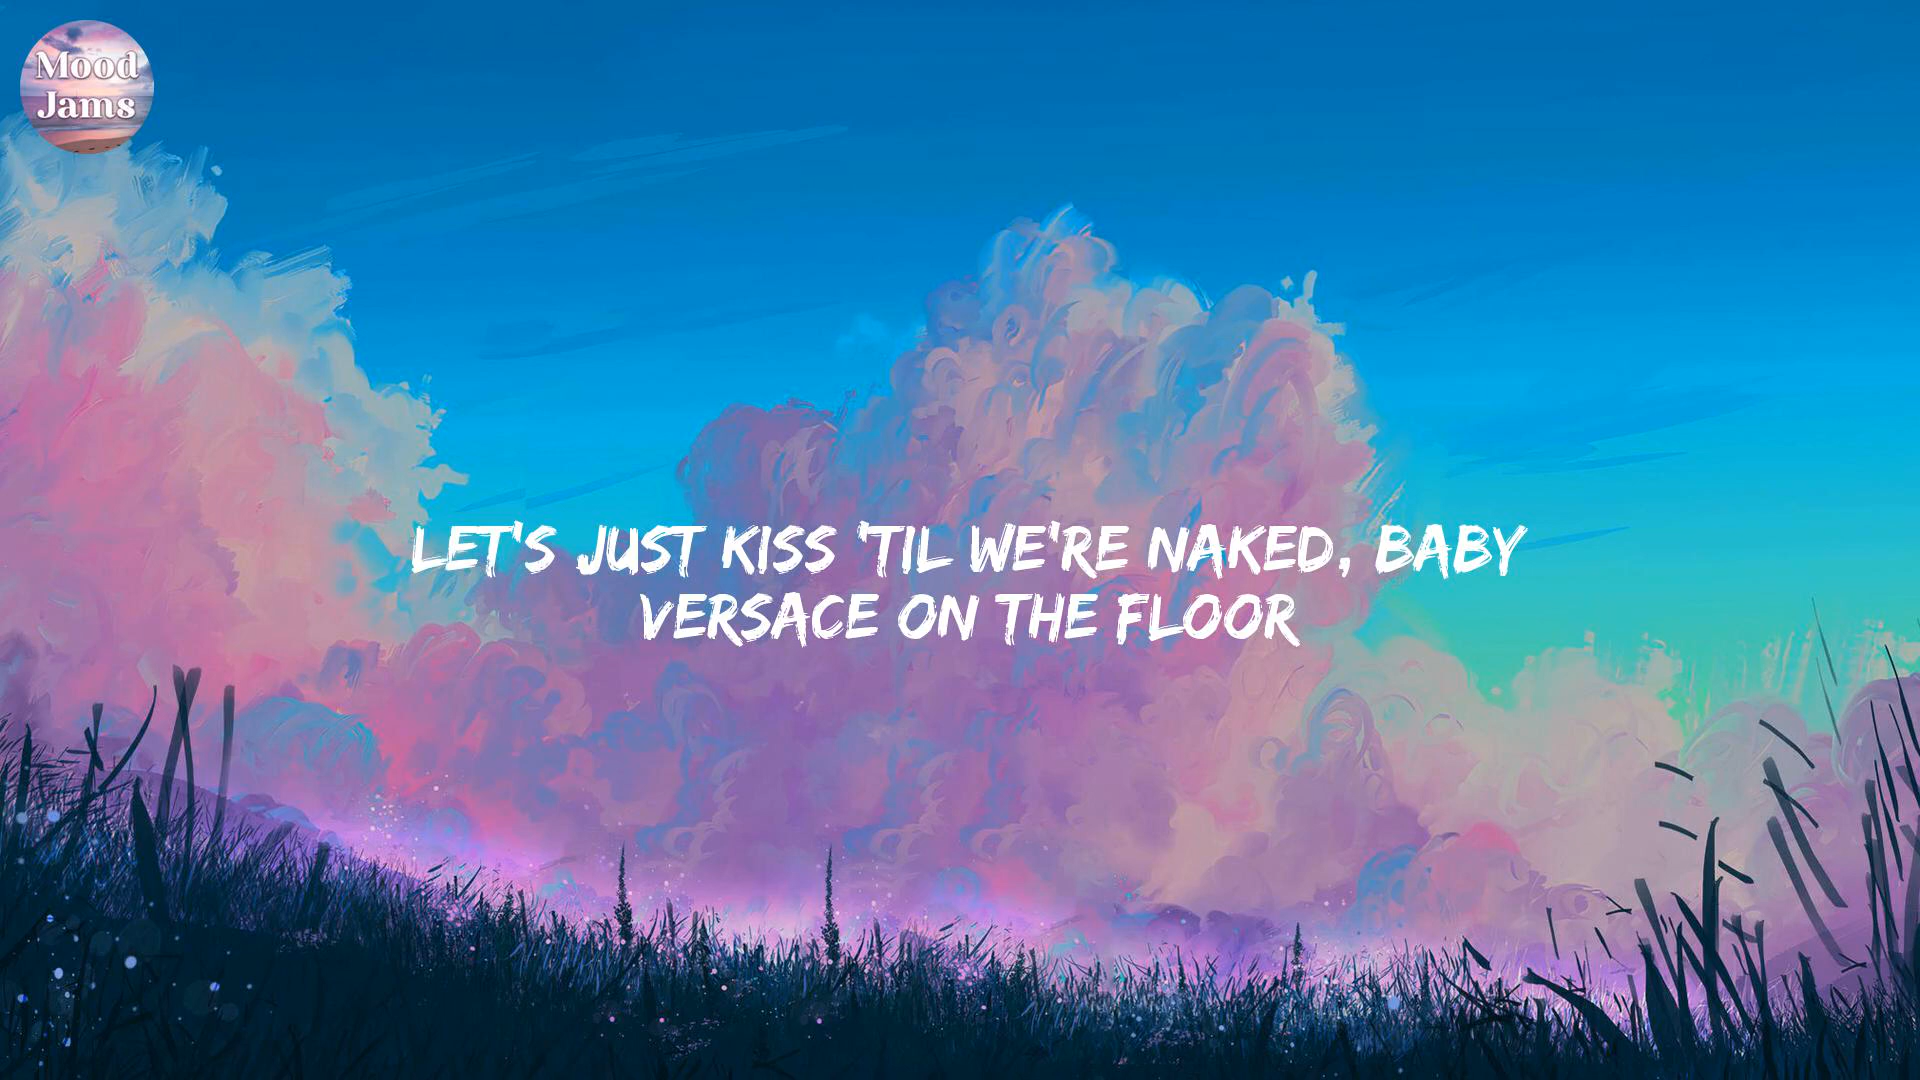 Mood
Jams
LET'S JUST KISS 'TIL WE'RE NAKED, BABY
VERSACE ON THE FLOOR